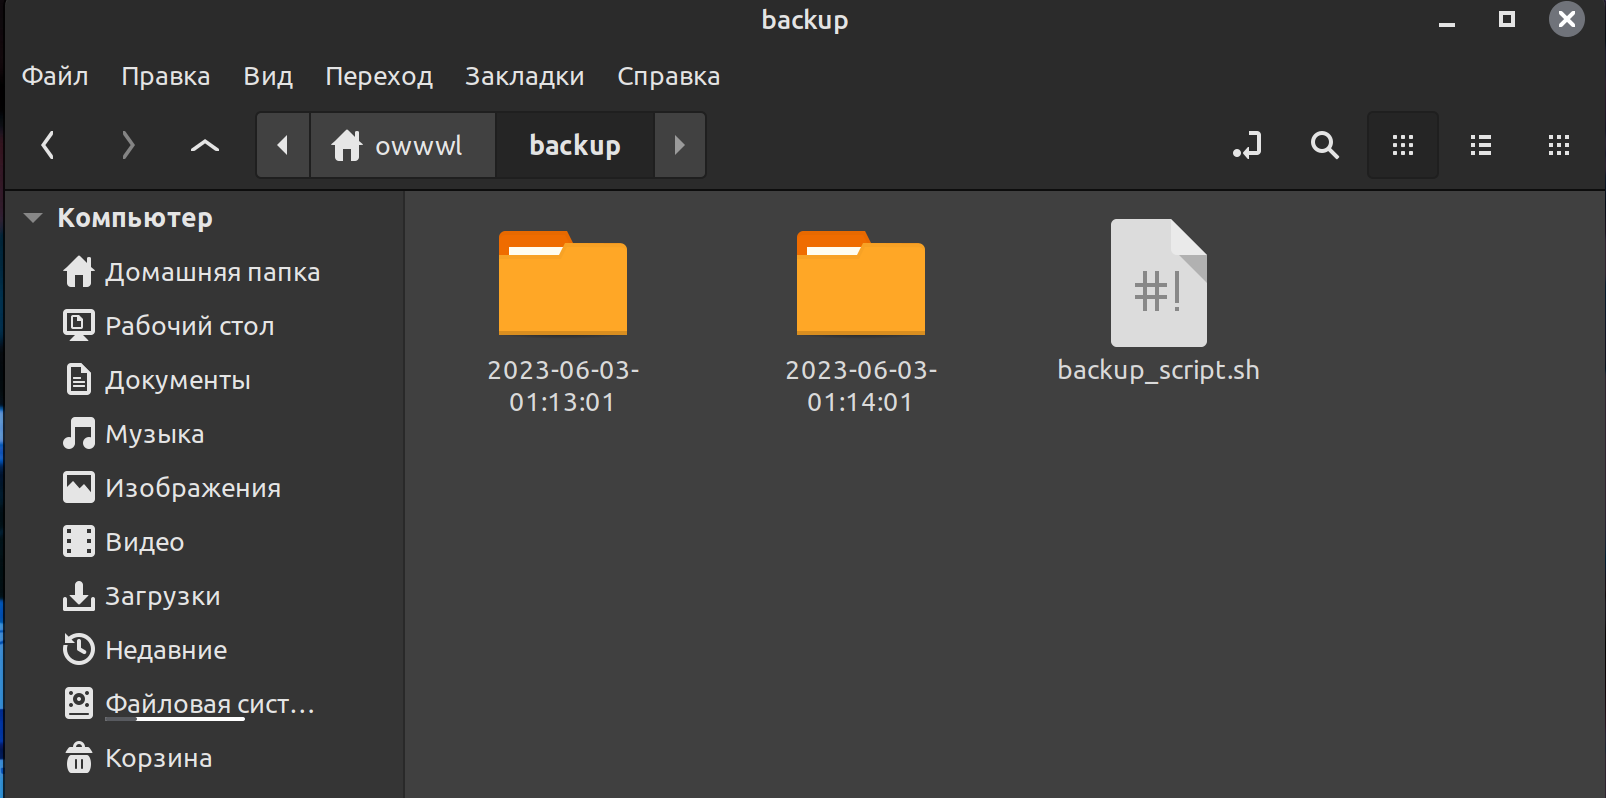 backup
Файл Правка Вид Переход Закладки Справка
owwwl backup
Компьютер
Домашняя папка
Рабочий стол
Документы
Музыка
Изображения
Видео
Загрузки
Недавние
Файловая сист...
Корзина
2023-06-03-
01:13:01
2023-06-03-
01:14:01
#!
backup_script.sh